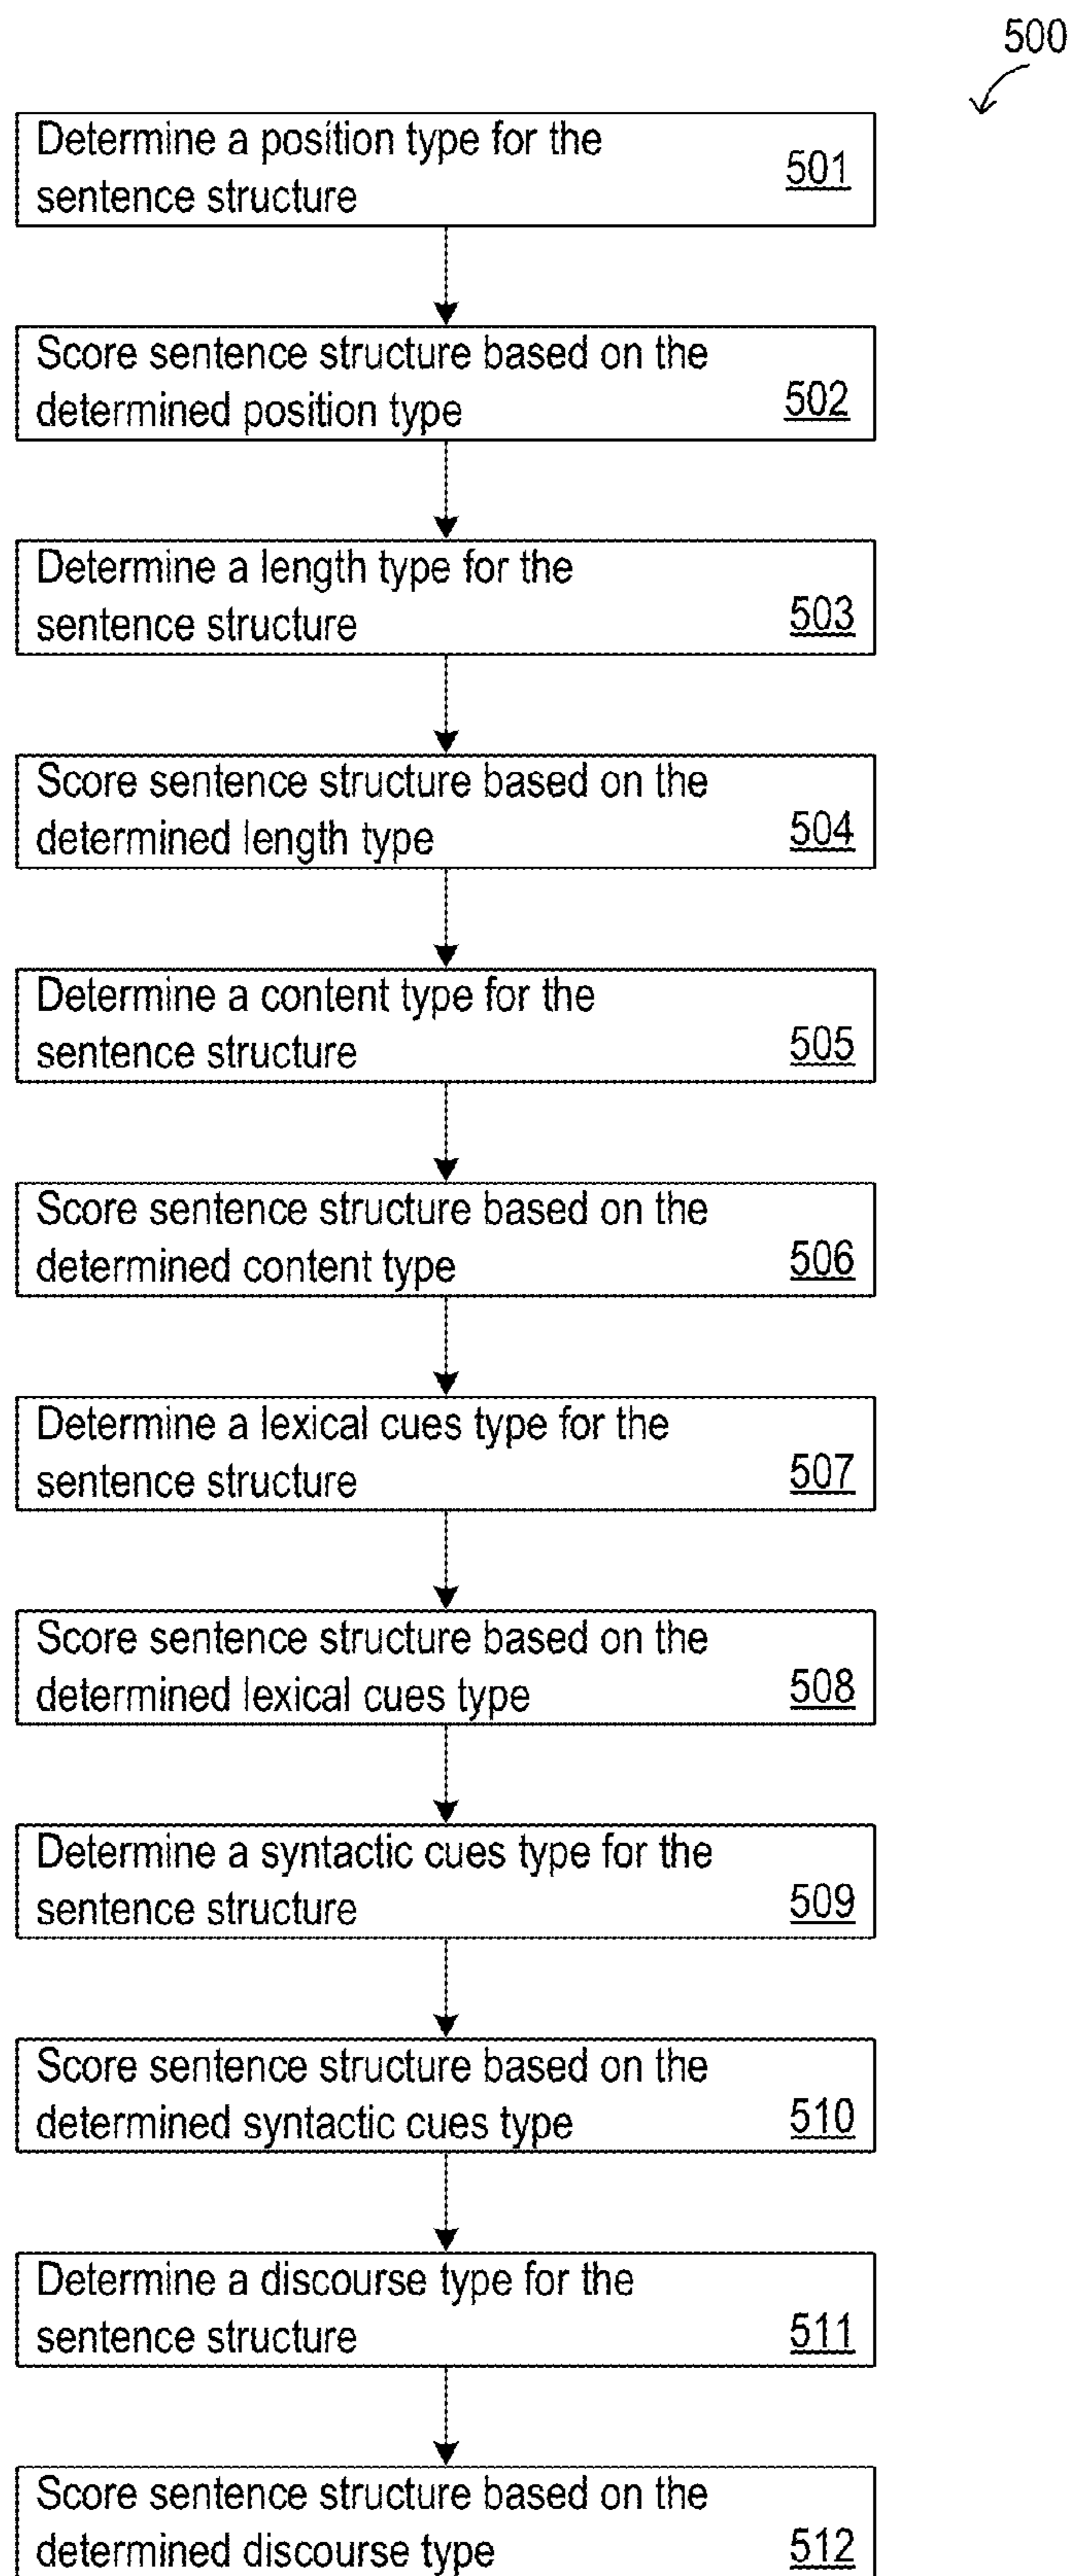 500
Determine a position type for the
sentence structure
501
Score sentence structure based on the
determined position type
502
Determine a length type for the
sentence structure
503
Score sentence structure based on the
determined length type
504
Determine a content type for the
sentence structure
505
Score sentence structure based on the
determined content type
506
Determine a lexical cues type for the
sentence structure
507
Score sentence structure based on the
determined lexical cues type
508
Determine a syntactic cues type for the
sentence structure
509
Score sentence structure based on the
determined syntactic cues type
510
Determine a discourse type for the
sentence structure
511
Score sentence structure based on the
determined discourse type
512